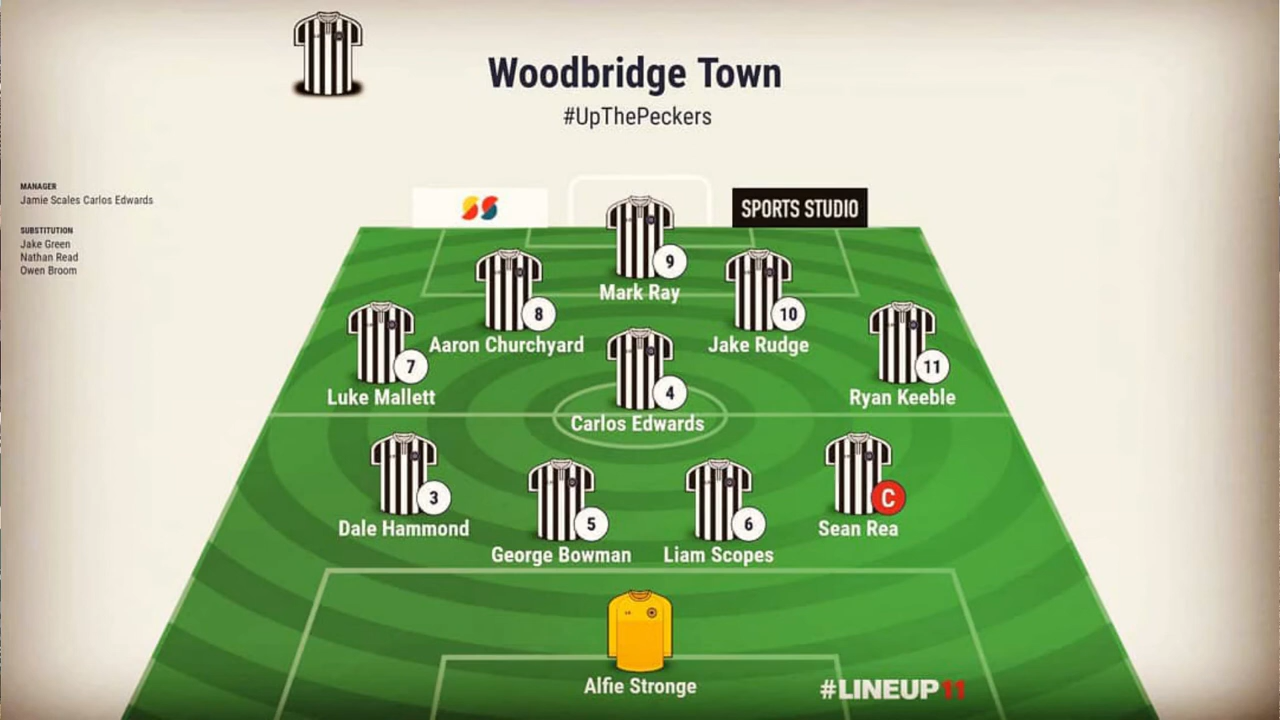 Woodbridge Town
#UpThePeckers
MANAGER
Jamie Scales Carlos Edwards
SUBSTITUTION
Jake Green
Nathan Read
Owen Broom
SS
SPORTS STUDIO
9
Mark Ray
8
Aaron Churchyard
10
Jake Rudge
7
Luke Mallett
4
Carlos Edwards
11
Ryan Keeble
3
Dale Hammond
5
George Bowman
6
Liam Scopes
C
Sean Rea
Alfie Stronge
#LINEUP11